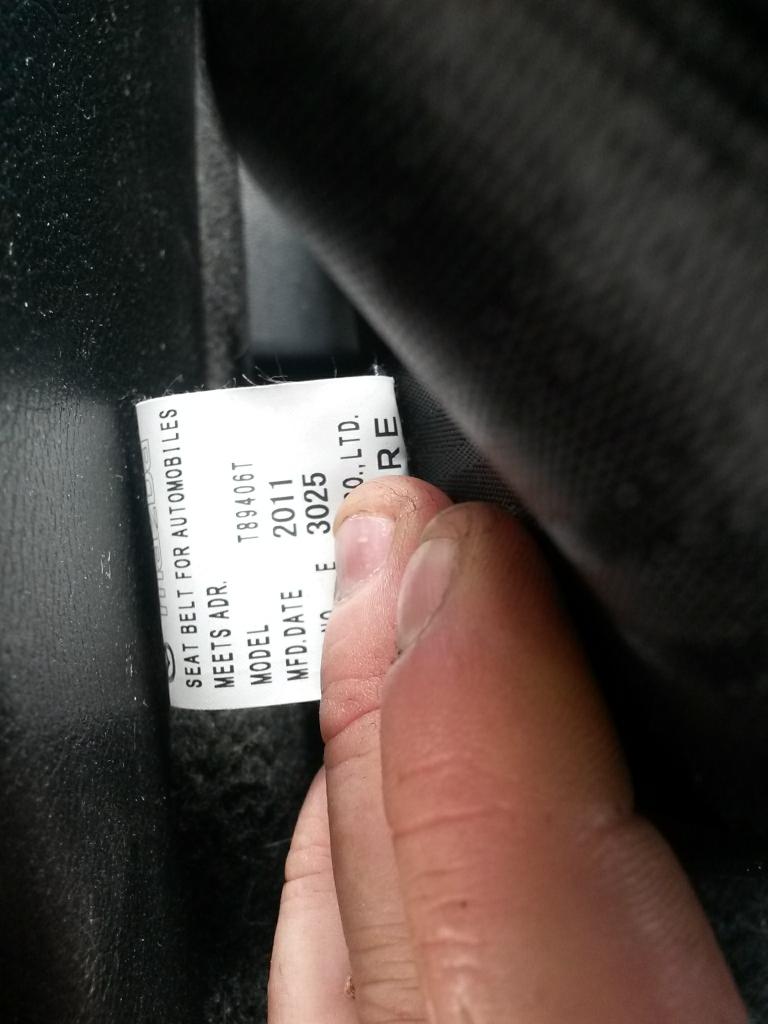 SEAT BELT FOR AUTOMOBILES
MEETS ADR.
MODEL T89406T
MFD.DATE 2011
E 3025
LTD.
RE